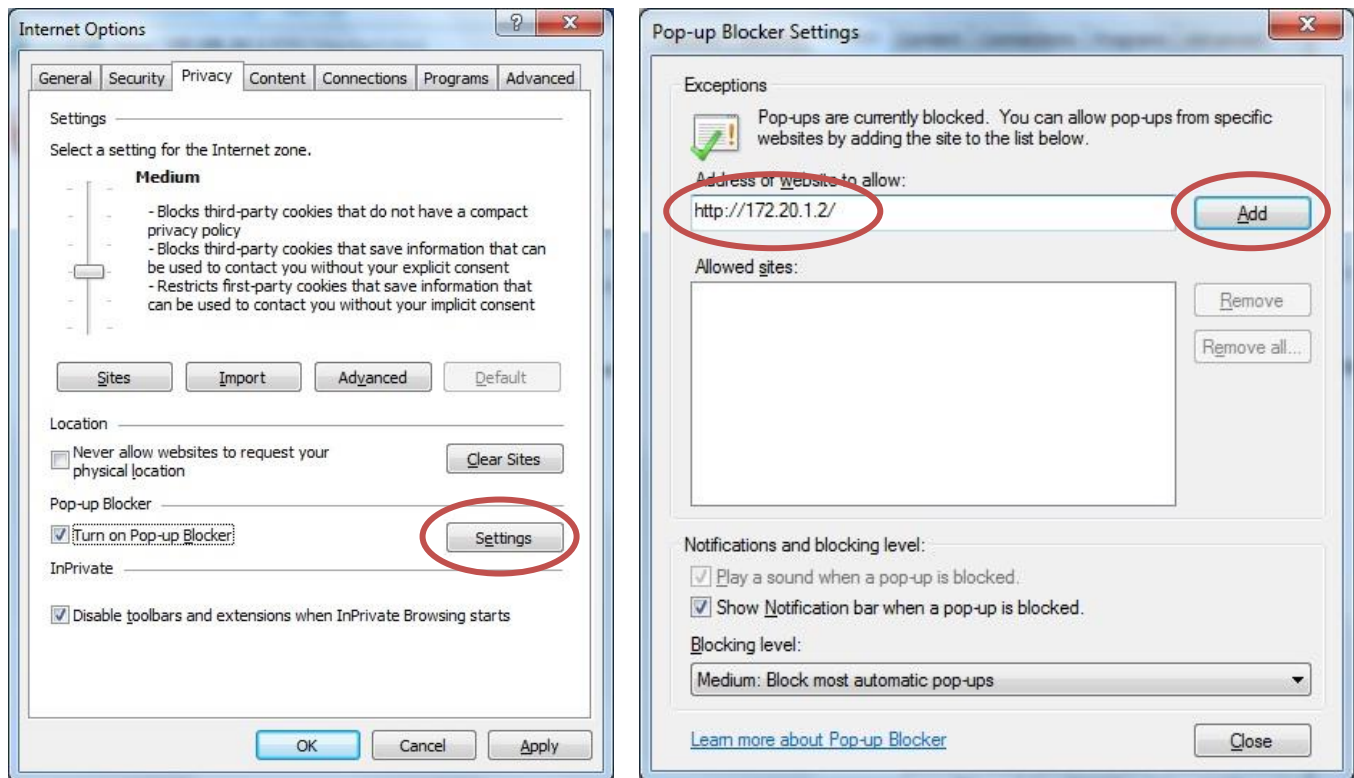 Internet Options
General Security Privacy Content Connections Programs Advanced
Settings
Select a setting for the Internet zone.
Medium
- Blocks third-party cookies that do not have a compact
privacy policy
- Blocks third-party cookies that save information that can
be used to contact you without your explicit consent
- Restricts first-party cookies that save information that
can be used to contact you without your implicit consent
Sites Import Advanced Default
Location
Never allow websites to request your
physical location
Clear Sites
Pop-up Blocker
Turn on Pop-up Blocker
Settings
InPrivate
Disable toolbars and extensions when InPrivate Browsing starts
OK Cancel Apply
Pop-up Blocker Settings
Exceptions
Pop-ups are currently blocked. You can allow pop-ups from specific
websites by adding the site to the list below.
Address of website to allow:
http://172.20.1.2/
Add
Allowed sites:
Remove
Remove all...
Notifications and blocking level:
Play a sound when a pop-up is blocked.
Show Notification bar when a pop-up is blocked.
Blocking level:
Medium: Block most automatic pop-ups
Learn more about Pop-up Blocker
Close